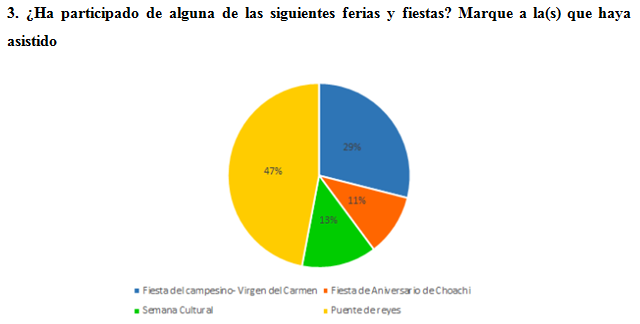 3. ¿Ha participado de alguna de las siguientes ferias y fiestas? Marque a la(s) que haya
asistido
29%
47%
11%
13%
Fiesta del campesino- Virgen del Carmen Fiesta de Aniversario de Choachi
Semana Cultural Puente de reyes